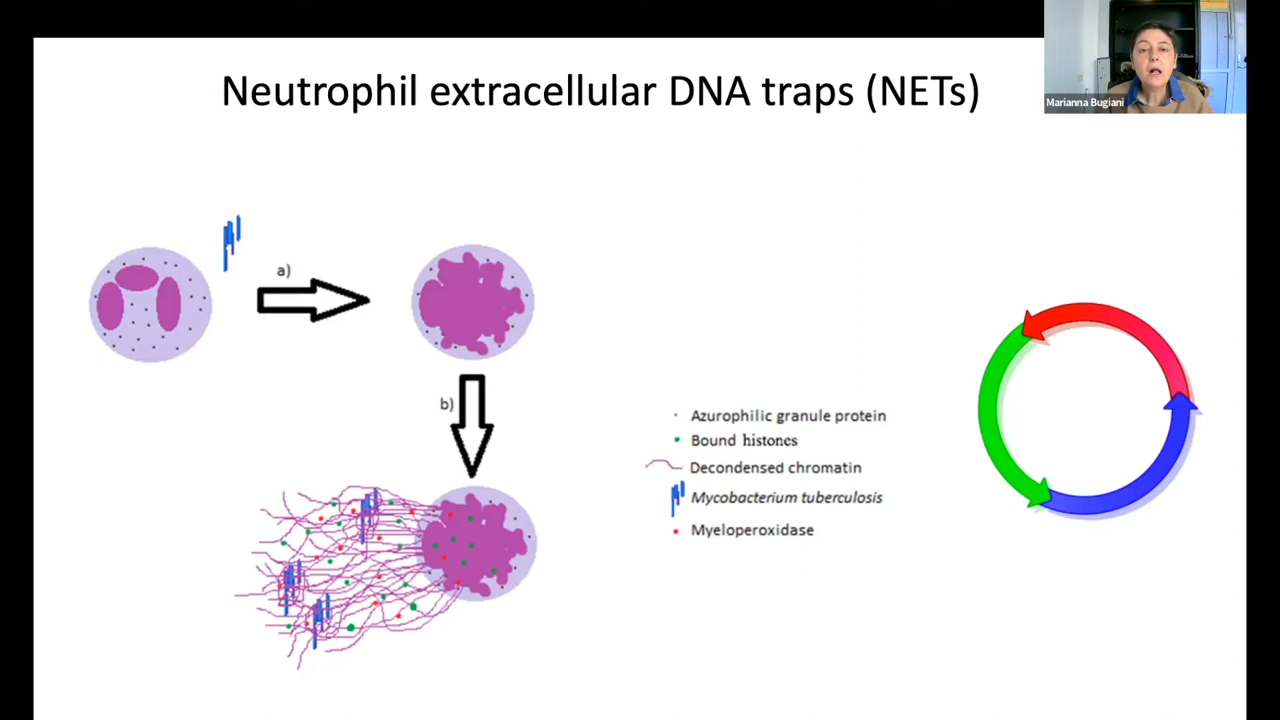 Neutrophil extracellular DNA traps (NETs)
Marianna Bugiani
a)
b)
Azurophilic granule protein
Bound histones
Decondensed chromatin
Mycobacterium tuberculosis
Myeloperoxidase